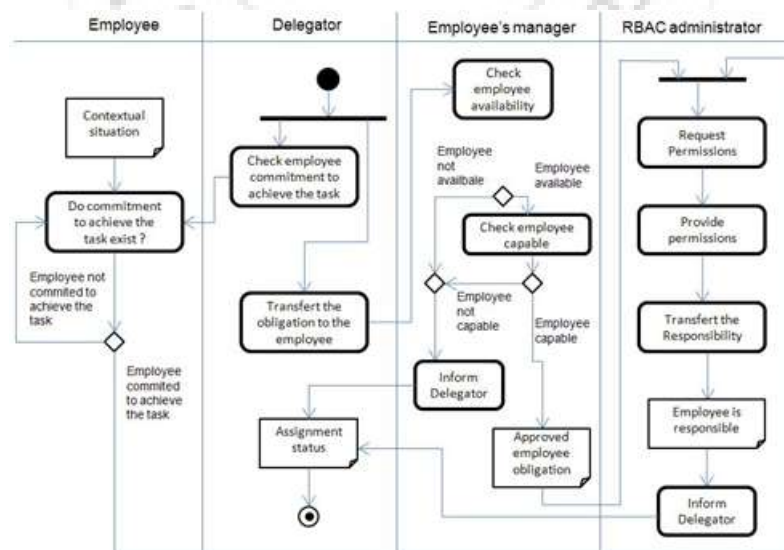 Employee
Delegator
Employee's manager
RBAC administrator
Contextual
situation
Do commitment
to achieve the
task exist ?
Employee not
commited to
achieve the
task
Employee
commited to
achieve the
task
Check employee
commitment to
achieve the task
Transfert the
obligation to the
employee
Assignment
status
Check
employee
availability
Employee
not
availbale
Employee
available
Check employee
capable
Employee
not
capable
Employee
capable
Inform
Delegator
Approved
employee
obligation
Request
Permissions
Provide
permissions
Transfert the
Responsibility
Employee is
responsible
Inform
Delegator